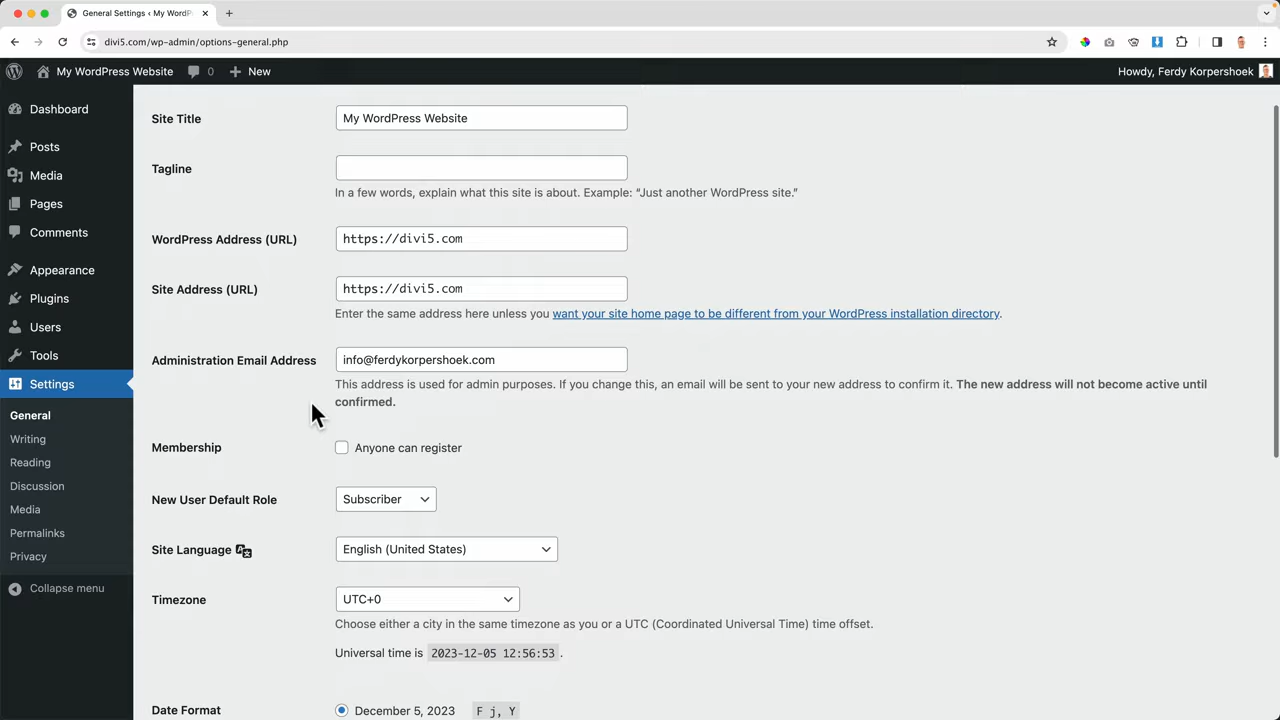 General Settings ‹ My WordP
divi5.com/wp-admin/options-general.php
My WordPress Website 0 New Howdy, Ferdy Korpershoek
Dashboard
Posts
Media
Pages
Comments
Appearance
Plugins
Users
Tools
Settings
General
Writing
Reading
Discussion
Media
Permalinks
Privacy
Collapse menu
Site Title My WordPress Website
Tagline
In a few words, explain what this site is about. Example: “Just another WordPress site.”
WordPress Address (URL) https://divi5.com
Site Address (URL) https://divi5.com
Enter the same address here unless you want your site home page to be different from your WordPress installation directory.
Administration Email Address info@ferdykorpershoek.com
This address is used for admin purposes. If you change this, an email will be sent to your new address to confirm it. The new address will not become active until
confirmed.
Membership Anyone can register
New User Default Role Subscriber
Site Language English (United States)
Timezone UTC+0
Choose either a city in the same timezone as you or a UTC (Coordinated Universal Time) time offset.
Universal time is 2023-12-05 12:56:53 .
Date Format December 5, 2023 F j, Y